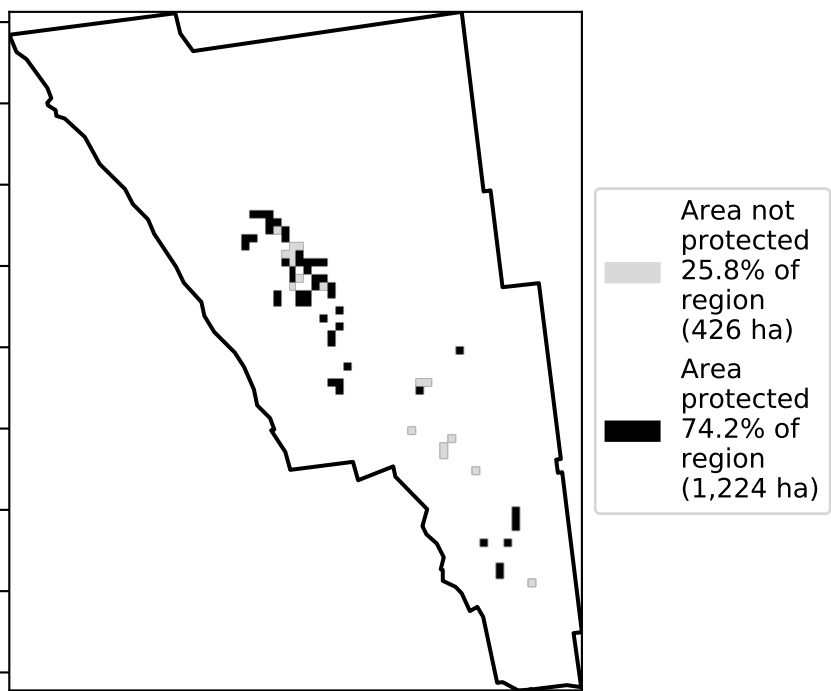 Area not
protected
25.8% of
region
(426 ha)
Area
protected
74.2% of
region
(1,224 ha)